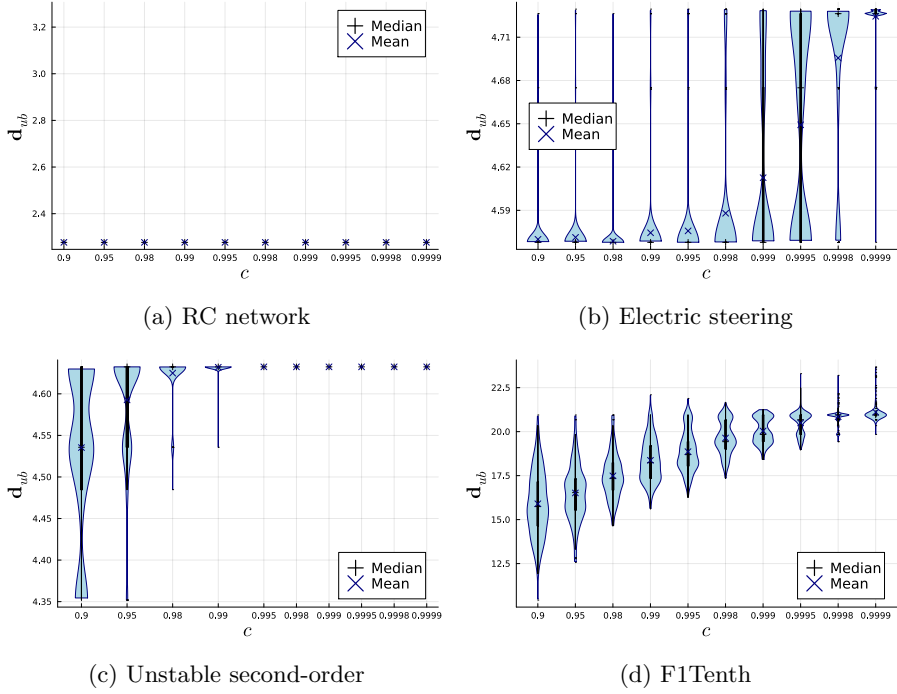 3.2
3.0
2.8
2.6
2.4
d_ub
Median
Mean
0.9 0.95 0.98 0.99 0.995 0.998 0.999 0.9995 0.9998 0.9999
c
(a) RC network
4.71
4.68
4.65
4.62
4.59
d_ub
Median
Mean
0.9 0.95 0.98 0.99 0.995 0.998 0.999 0.9995 0.9998 0.9999
c
(b) Electric steering
4.60
4.55
4.50
4.45
4.40
4.35
d_ub
Median
Mean
0.9 0.95 0.98 0.99 0.995 0.998 0.999 0.9995 0.9998 0.9999
c
(c) Unstable second-order
22.5
20.0
17.5
15.0
12.5
d_ub
Median
Mean
0.9 0.95 0.98 0.99 0.995 0.998 0.999 0.9995 0.9998 0.9999
c
(d) F1Tenth